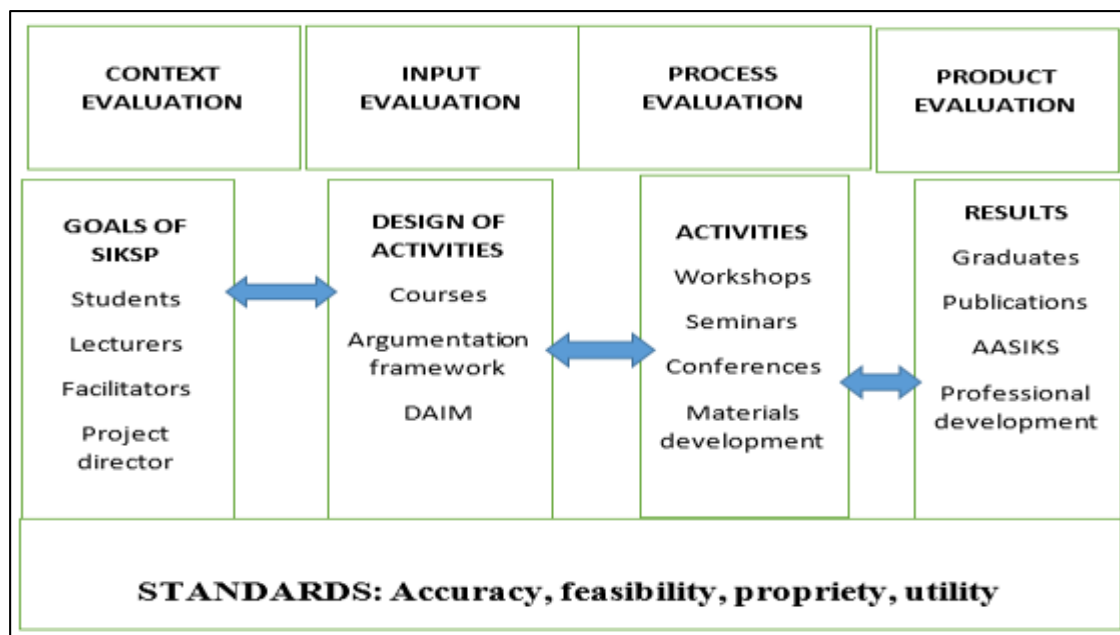 CONTEXT
EVALUATION
INPUT
EVALUATION
PROCESS
EVALUATION
PRODUCT
EVALUATION
GOALS OF
SIKSP
Students
Lecturers
Facilitators
Project
director
DESIGN OF
ACTIVITIES
Courses
Argumentation
framework
DAIM
ACTIVITIES
Workshops
Seminars
Conferences
Materials
development
RESULTS
Graduates
Publications
AASIKS
Professional
development
STANDARDS: Accuracy, feasibility, propriety, utility